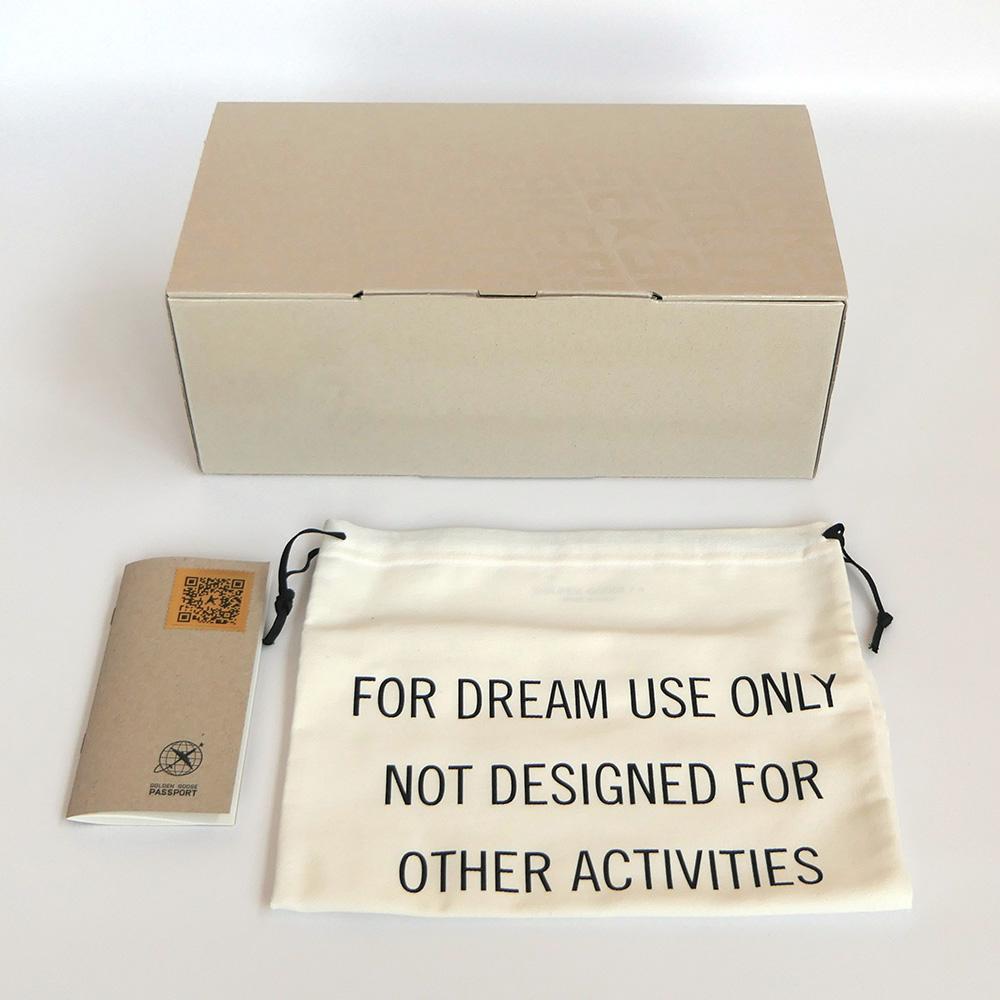 GOLDEN GOOSE
PASSPORT
FOR DREAM USE ONLY
NOT DESIGNED FOR
OTHER ACTIVITIES